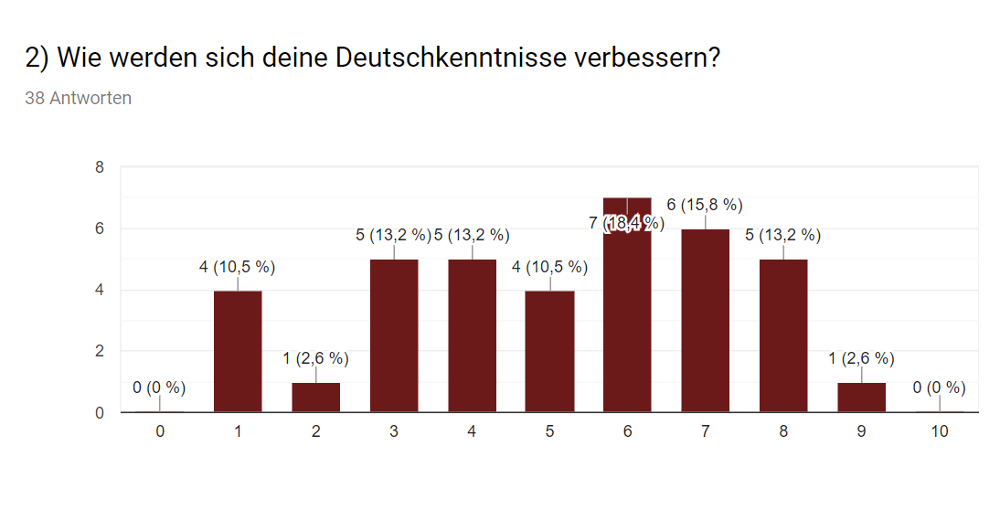 2) Wie werden sich deine Deutschkenntnisse verbessern?
38 Antworten
8
6
4
2
0
0 (0 %)
4 (10,5 %)
1 (2,6 %)
5 (13,2 %)
5 (13,2 %)
4 (10,5 %)
7 (18,4 %)
6 (15,8 %)
5 (13,2 %)
1 (2,6 %)
0 (0 %)
0 1 2 3 4 5 6 7 8 9 10